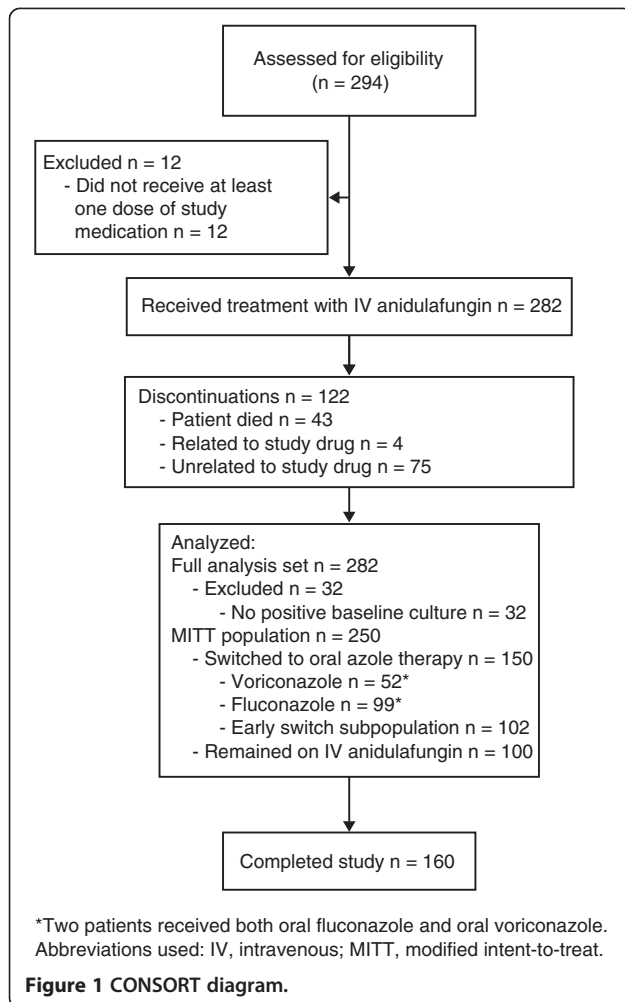 Assessed for eligibility
(n = 294)
Excluded n = 12
- Did not receive at least
one dose of study
medication n = 12
Received treatment with IV anidulafungin n = 282
Discontinuations n = 122
- Patient died n = 43
- Related to study drug n = 4
- Unrelated to study drug n = 75
Analyzed:
Full analysis set n = 282
- Excluded n = 32
- No positive baseline culture n = 32
MITT population n = 250
- Switched to oral azole therapy n = 150
- Voriconazole n = 52*
- Fluconazole n = 99*
- Early switch subpopulation n = 102
- Remained on IV anidulafungin n = 100
Completed study n = 160
*Two patients received both oral fluconazole and oral voriconazole.
Abbreviations used: IV, intravenous; MITT, modified intent-to-treat.
Figure 1 CONSORT diagram.